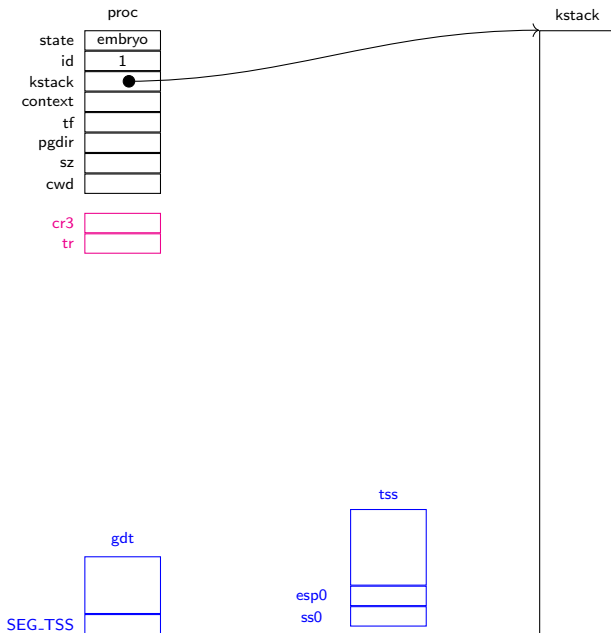 proc
kstack
state embryo
id 1
kstack
context
tf
pgdir
sz
cwd
cr3
tr
tss
gdt
esp0
ss0
SEG_TSS